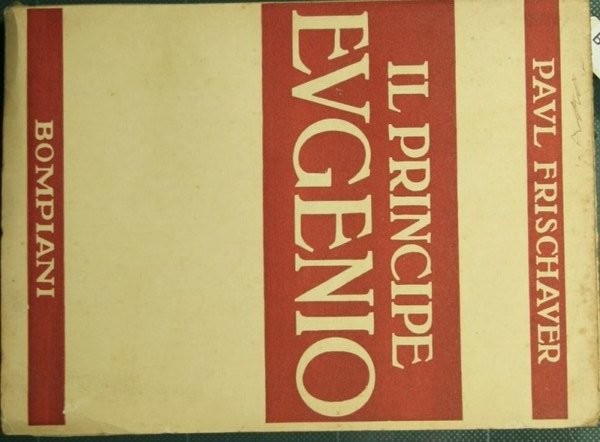 PAVL FRISCHAVER
IL PRINCIPE
EVGENIO
BOMPIANI